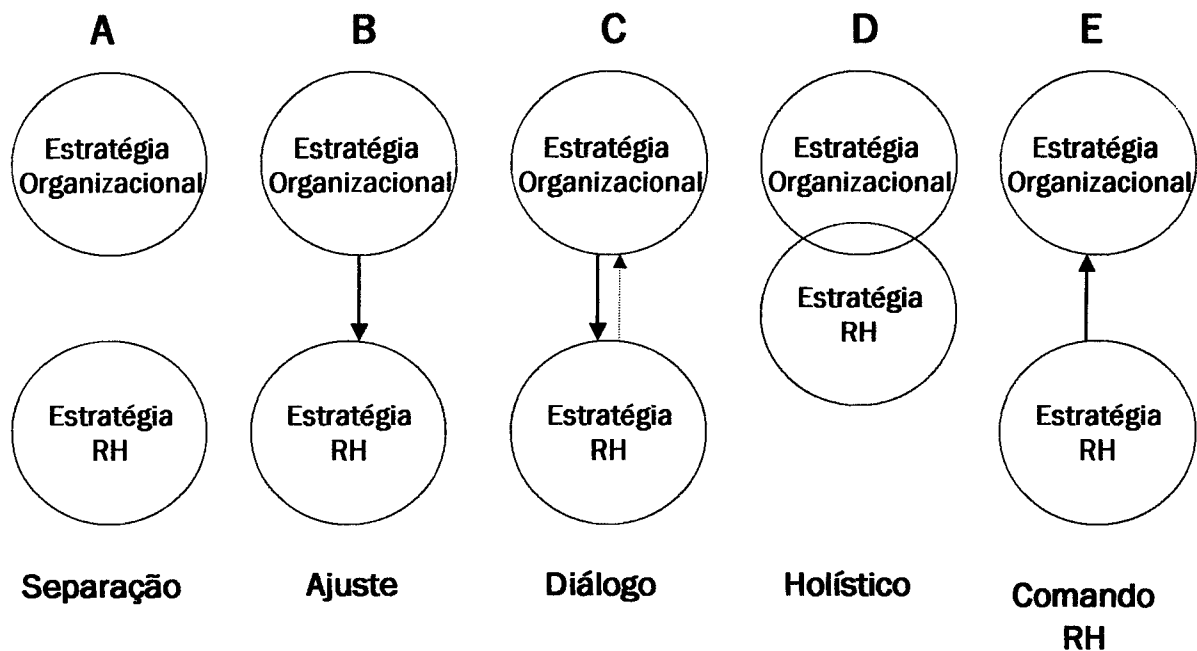 A
B
C
D
E
Estratégia
Organizacional
Estratégia
Organizacional
Estratégia
Organizacional
Estratégia
Organizacional
Estratégia
Organizacional
Estratégia
RH
Estratégia
RH
Estratégia
RH
Estratégia
RH
Estratégia
RH
Separação
Ajuste
Diálogo
Holístico
Comando
RH